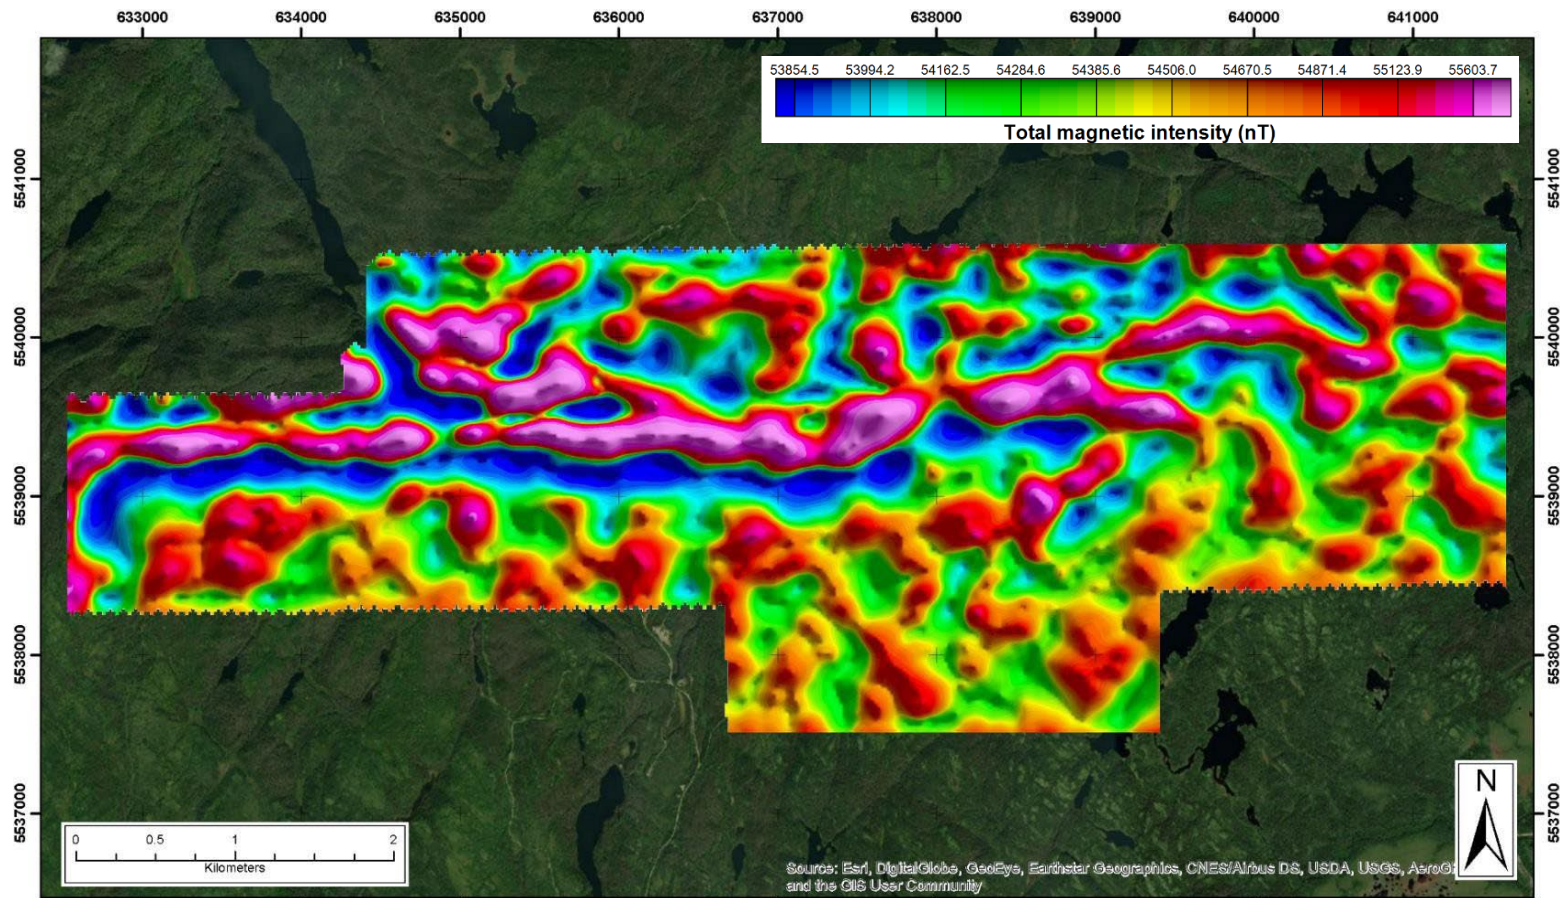 633000 634000 635000 636000 637000 638000 639000 640000 641000
53854.5 53994.2 54162.5 54284.6 54385.6 54506.0 54670.5 54871.4 55123.9 55603.7
Total magnetic intensity (nT)
5541000 5541000
5540000 5540000
5539000 5539000
5538000 5538000
5537000 5537000
N
0 0.5 1 2
Kilometers
Source: Esri, DigitalGlobe, GeoEye, Earthstar Geographics, CNES/Airbus DS, USDA, USGS, AeroG
and the GIS User Community